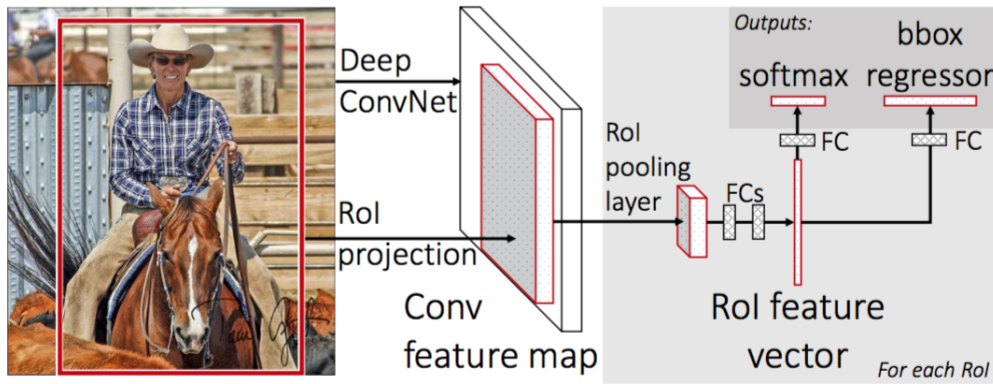 Deep
ConvNet
RoI
projection
Conv
feature map
RoI
pooling
layer
FCs
RoI feature
vector
For each RoI
Outputs:
softmax
bbox
regressor
FC
FC